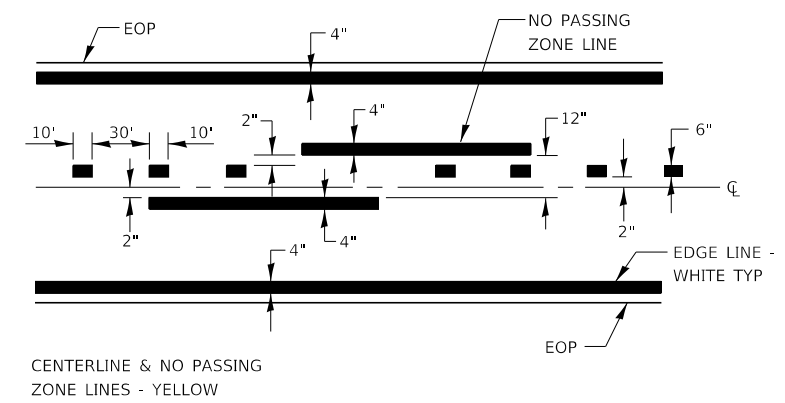 EOP
4"
NO PASSING
ZONE LINE
10'
30'
10'
2"
4"
12"
6"
℄
2"
4"
2"
4"
EDGE LINE -
WHITE TYP
EOP
CENTERLINE & NO PASSING
ZONE LINES - YELLOW